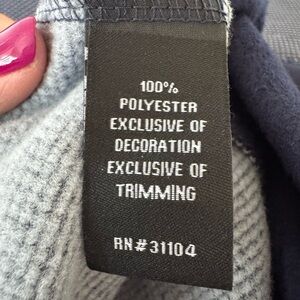 100%
POLYESTER
EXCLUSIVE OF
DECORATION
EXCLUSIVE OF
TRIMMING
RN#31104